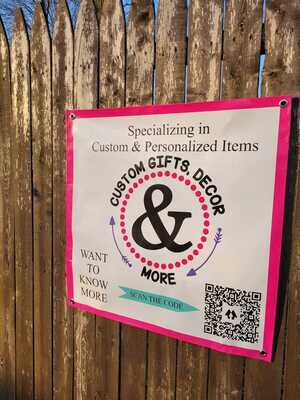 Specializing in
Custom & Personalized Items
CUSTOM GIFTS, DECOR
&
MORE
WANT
TO
KNOW
MORE
SCAN THE CODE